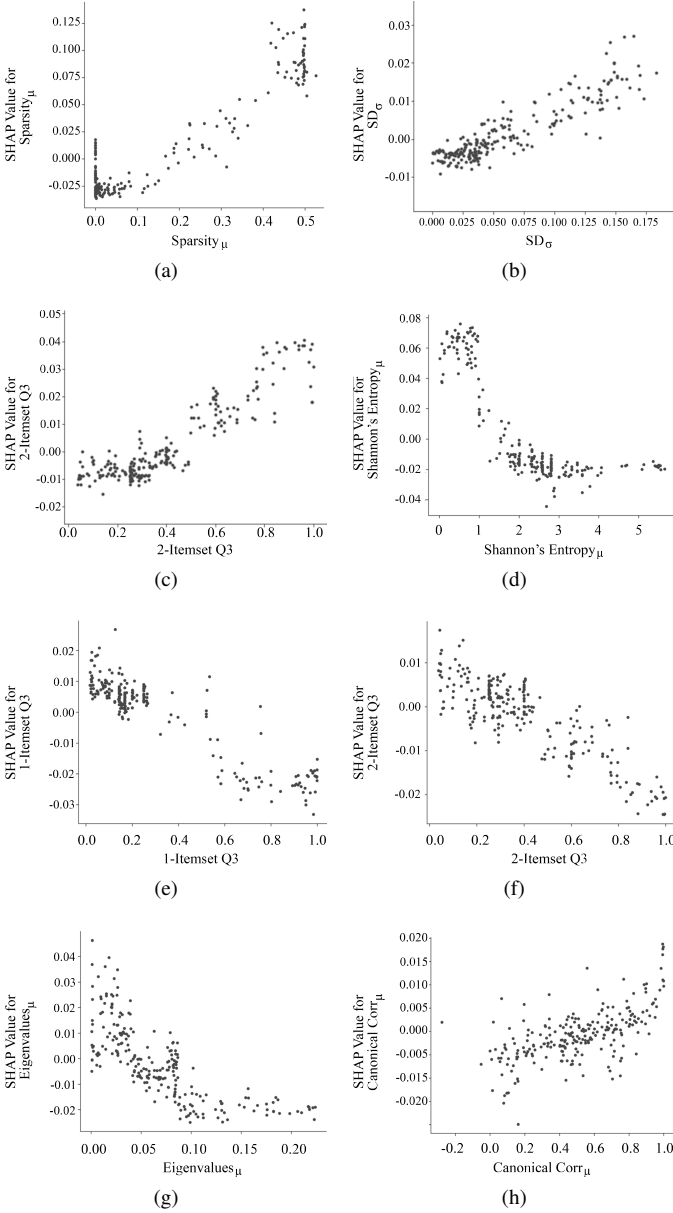 SHAP Value for
Sparsity μ
0.125
0.100
0.075
0.050
0.025
0.000
-0.025
0.0 0.1 0.2 0.3 0.4 0.5
Sparsity μ
(a)
SHAP Value for
SD σ
0.03
0.02
0.01
0.00
-0.01
0.000 0.025 0.050 0.075 0.100 0.125 0.150 0.175
SD σ
(b)
SHAP Value for
2-Itemset Q3
0.05
0.04
0.03
0.02
0.01
0.00
-0.01
-0.02
0.0 0.2 0.4 0.6 0.8 1.0
2-Itemset Q3
(c)
SHAP Value for
Shannon's Entropy μ
0.08
0.06
0.04
0.02
0.00
-0.02
-0.04
0 1 2 3 4 5
Shannon's Entropy μ
(d)
SHAP Value for
1-Itemset Q3
0.02
0.01
0.00
-0.01
-0.02
-0.03
0.0 0.2 0.4 0.6 0.8 1.0
1-Itemset Q3
(e)
SHAP Value for
2-Itemset Q3
0.01
0.00
-0.01
-0.02
0.0 0.2 0.4 0.6 0.8 1.0
2-Itemset Q3
(f)
SHAP Value for
Eigenvalues μ
0.04
0.03
0.02
0.01
0.00
-0.01
-0.02
0.00 0.05 0.10 0.15 0.20
Eigenvalues μ
(g)
SHAP Value for
Canonical Corr μ
0.020
0.015
0.010
0.005
0.000
-0.005
-0.015
-0.020
-0.2 0.0 0.2 0.4 0.6 0.8 1.0
Canonical Corr μ
(h)